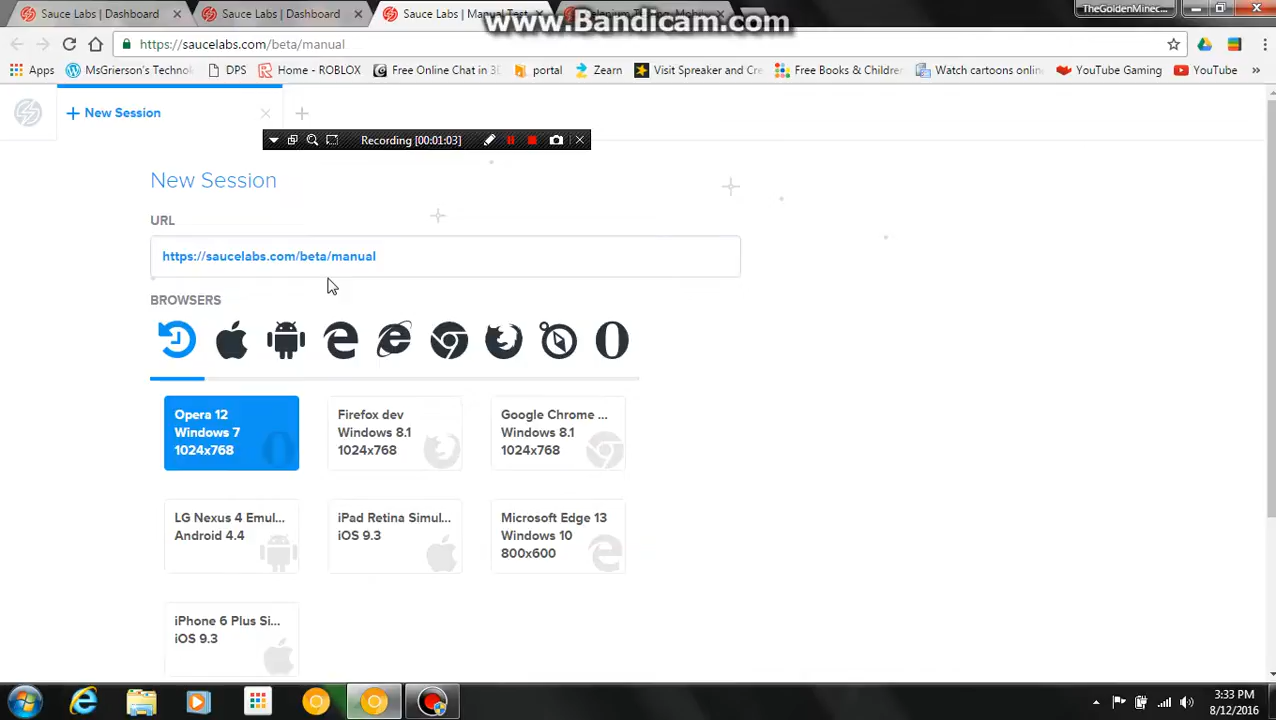 Sauce Labs | Dashboard
Sauce Labs | Dashboard
Sauce Labs | Manual Test
www.Bandicam.com
TheGoldenMinec...
https://saucelabs.com/beta/manual
Apps
MsGrierson's Techno
DPS
Home - ROBLOX
Free Online Chat in 3D
portal
Zearn
Visit Spreaker and Cre
Free Books & Children
Watch cartoons onlin
YouTube Gaming
YouTube
»
New Session
Recording [00:01:03]
New Session
URL
https://saucelabs.com/beta/manual
BROWSERS
Opera 12
Windows 7
1024x768
Firefox dev
Windows 8.1
1024x768
Google Chrome ...
Windows 8.1
1024x768
LG Nexus 4 Emul...
Android 4.4
iPad Retina Simul...
iOS 9.3
Microsoft Edge 13
Windows 10
800x600
iPhone 6 Plus Si...
iOS 9.3
3:33 PM
8/12/2016